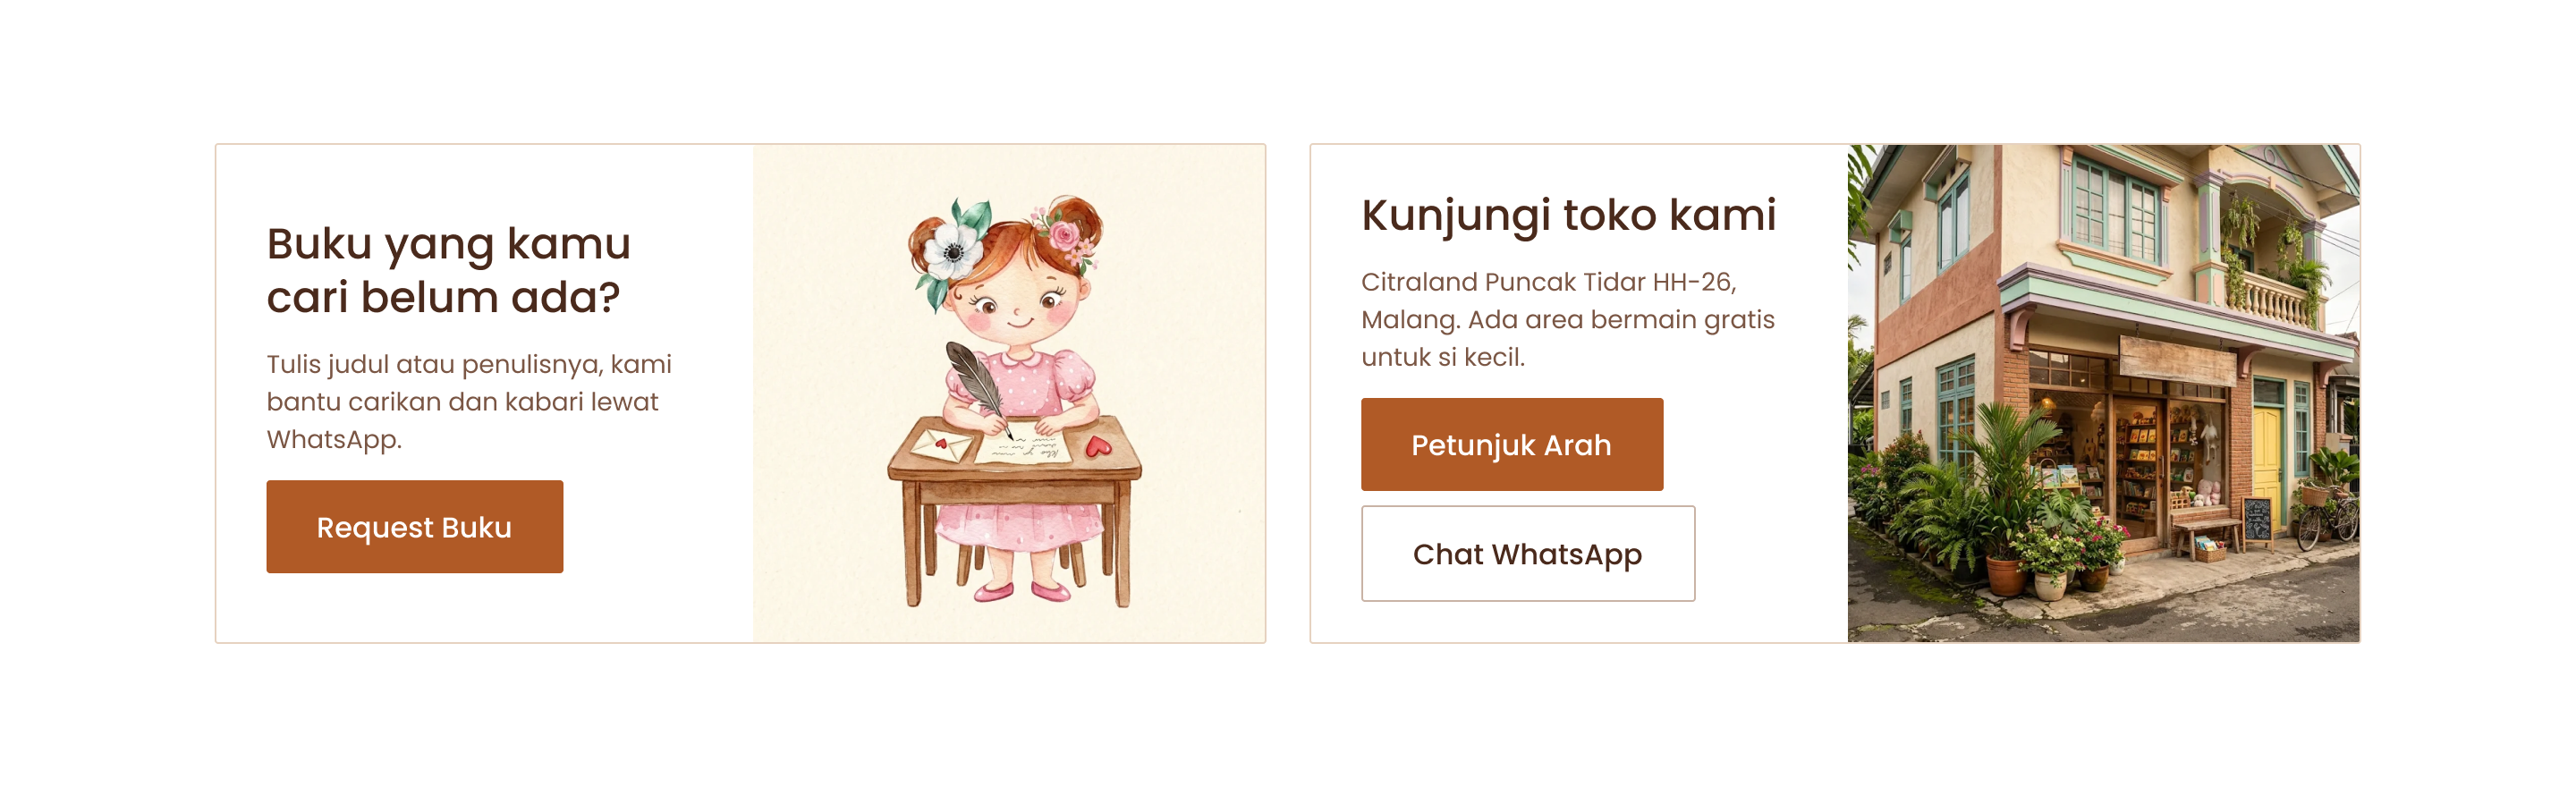 Buku yang kamu
cari belum ada?
Tulis judul atau penulisnya, kami
bantu carikan dan kabari lewat
WhatsApp.
Request Buku
Kunjungi toko kami
Citraland Puncak Tidar HH-26,
Malang. Ada area bermain gratis
untuk si kecil.
Petunjuk Arah
Chat WhatsApp